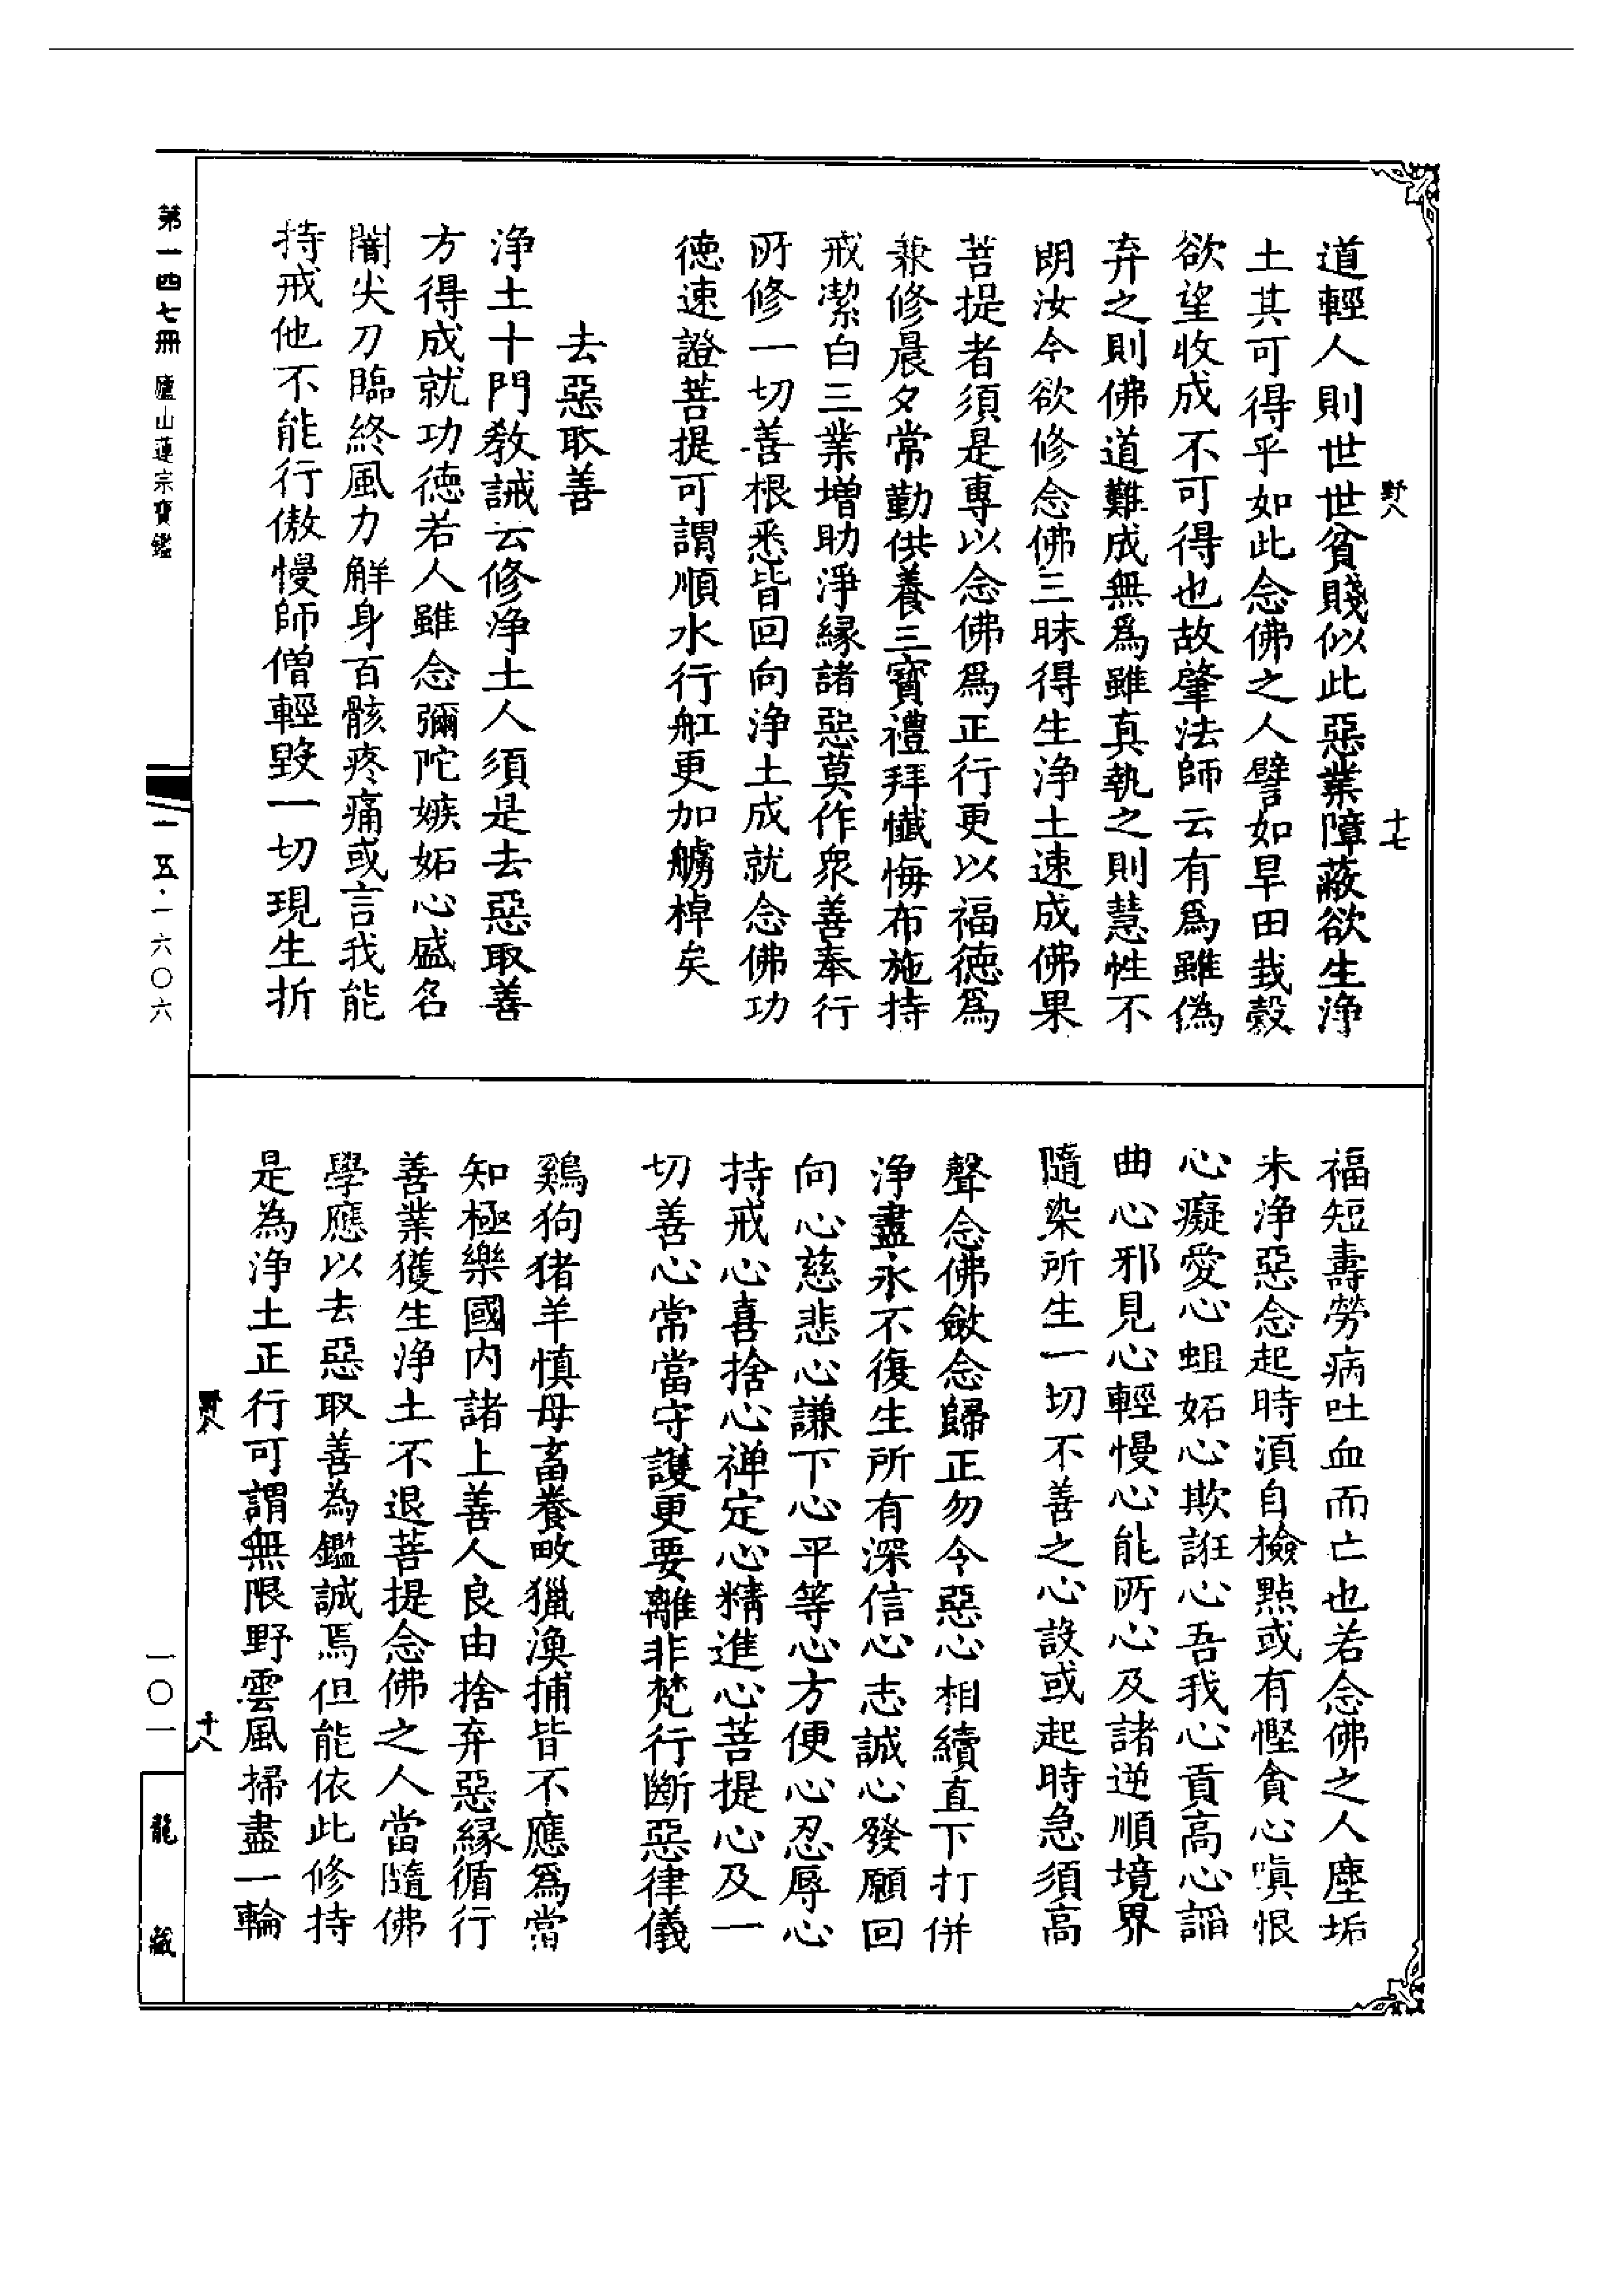 野八
十七
道輕人則世世貧賤似此惡業障蔽欲生浄
土其可得乎如此念佛之人譬如旱田𦔳穀
欲望收成不可得也故肇法師云有爲雖偽
弃之則佛道難成無爲雖真執之則慧性不
朗汝今欲修念佛三昧得生浄土速成佛果
菩提者須是專以念佛爲正行更以福德爲
兼修晨夕常勤供養三寶禮拜懺悔布施持
戒潔白三業增助淨縁諸惡莫作衆善奉行
所修一切善根悉皆回向浄土成就念佛功
德速證菩提可謂順水行舡更加艣棹矣
去惡取善
浄土十門教誡云修浄土人須是去惡取善
方得成就功德若人雖念彌陀嫉妬心盛名
闇尖刀臨終風力解身百骸疼痛或言我能
持戒他不能行傲慢師僧輕毀一切現生折
福短壽勞病吐血而亡也若念佛之人塵垢
未浄惡念起時須自撿點或有慳貪心嗔恨
心癡愛心蛆妬心欺誑心吾我心貢高心諂
曲心邪見心輕慢心能所心及諸逆順境界
隨染所生一切不善之心設或起時急須高
聲念佛斂念歸正勿令惡心相續直下打併
浄盡永不復生所有深信心志誠心發願回
向心慈悲心謙下心平等心方便心忍辱心
持戒心喜捨心禪定心精進心菩提心及一
切善心常當守護更要離非梵行斷惡律儀
鷄狗猪羊慎毋畜養畋獵漁捕皆不應爲當
知極樂國内諸上善人良由捨弃惡縁循行
善業獲生浄土不退菩提念佛之人當隨佛
學應以去惡取善為鑑誠焉但能依此修持
是為浄土正行可謂無限野雲風掃盡一輪
野八
十八
第一四七冊 廬山蓮宗寶鑑
一五·一六〇六
一〇一
龍藏